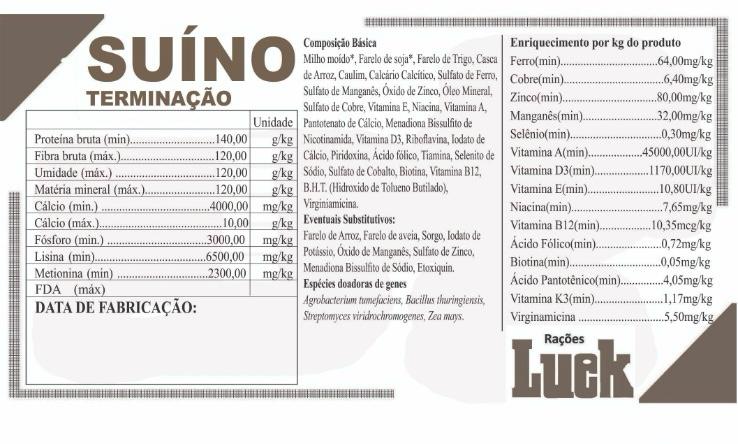 SUÍNO
TERMINAÇÃO
Unidade
Proteína bruta (min)....................140,00 g/kg
Fibra bruta (máx.).......................120,00 g/kg
Umidade (máx.) .........................120,00 g/kg
Matéria mineral (máx.)................120,00 g/kg
Cálcio (min.) ............................4000,00 mg/kg
Cálcio (máx.)................................10,00 g/kg
Fósforo (min.) ..........................3000,00 mg/kg
Lisina (min)..............................6500,00 mg/kg
Metionina (min) .......................2300,00 mg/kg
FDA (máx)
DATA DE FABRICAÇÃO:
Composição Básica
Milho moído*, Farelo de soja*, Farelo de Trigo, Casca
de Arroz, Caulim, Calcário Calcítico, Sulfato de Ferro,
Sulfato de Manganês, Óxido de Zinco, Óleo Mineral,
Sulfato de Cobre, Vitamina E, Niacina, Vitamina A,
Pantotenato de Cálcio, Menadiona Bissulfito de
Nicotinamida, Vitamina D3, Riboflavina, Iodato de
Cálcio, Piridoxina, Ácido fólico, Tiamina, Selenito de
Sódio, Sulfato de Cobalto, Biotina, Vitamina B12,
B.H.T. (Hidroxido de Tolueno Butilado),
Virginiamicina.
Eventuais Substitutivos:
Farelo de Arroz, Farelo de aveia, Sorgo, Iodato de
Potássio, Óxido de Manganês, Sulfato de Zinco,
Menadiona Bissulfito de Sódio, Etoxiquin.
Espécies doadoras de genes
Agrobacterium tumefaciens, Bacillus thuringiensis,
Streptomyces viridrochromogenes, Zea mays.
Enriquecimento por kg do produto
Ferro(min)..............................64,00mg/kg
Cobre(min)...............................6,40mg/kg
Zinco(min)..............................80,00mg/kg
Manganês(min).......................32,00mg/kg
Selênio(min)............................0,30mg/kg
Vitamina A(min)................45000,00UI/kg
Vitamina D3(min)................1170,00UI/kg
Vitamina E(min)....................10,80UI/kg
Niacina(min)............................7,65mg/kg
Vitamina B12(min)................10,35mcg/kg
Ácido Fólico(min)...................0,72mg/kg
Biotina(min)............................0,05mg/kg
Ácido Pantotênico(min)...........4,05mg/kg
Vitamina K3(min)...................1,17mg/kg
Virginamicina ........................5,50mg/kg
Rações
Luek